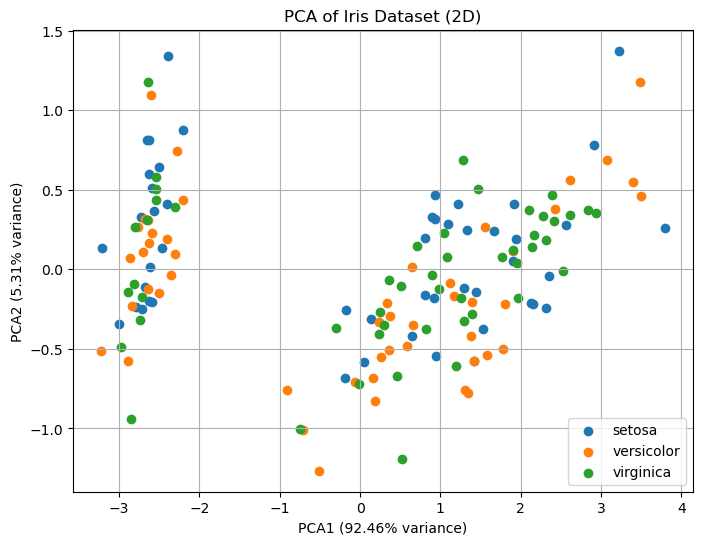 PCA of Iris Dataset (2D)
1.5
1.0
0.5
0.0
−0.5
−1.0
PCA2 (5.31% variance)
setosa
versicolor
virginica
−3
−2
−1
0
1
2
3
4
PCA1 (92.46% variance)